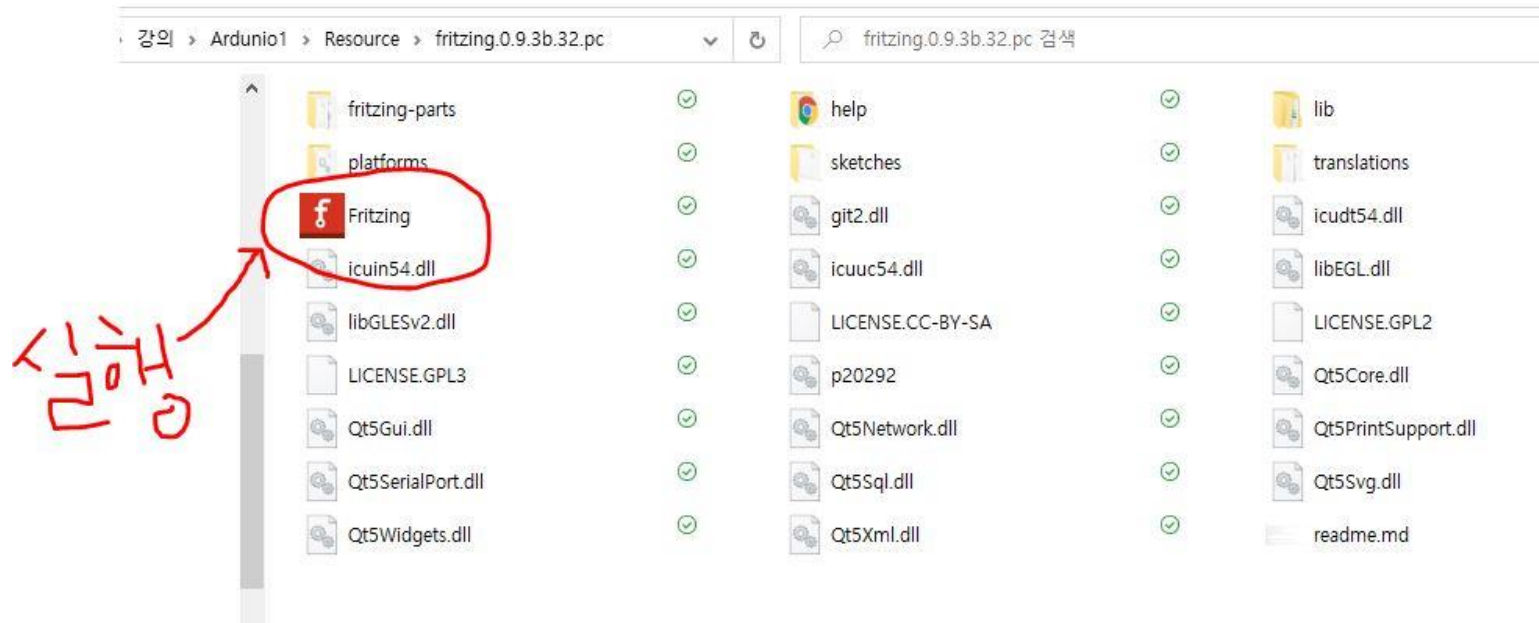 강의 > Ardunio1 > Resource > fritzing.0.9.3b.32.pc fritzing.0.9.3b.32.pc 검색
fritzing-parts help lib
platforms sketches translations
Fritzing git2.dll icudt54.dll
icuin54.dll icuuc54.dll libEGL.dll
libGLESv2.dll LICENSE.CC-BY-SA LICENSE.GPL2
실행
LICENSE.GPL3 p20292 Qt5Core.dll
Qt5Gui.dll Qt5Network.dll Qt5PrintSupport.dll
Qt5SerialPort.dll Qt5Sql.dll Qt5Svg.dll
Qt5Widgets.dll Qt5Xml.dll readme.md